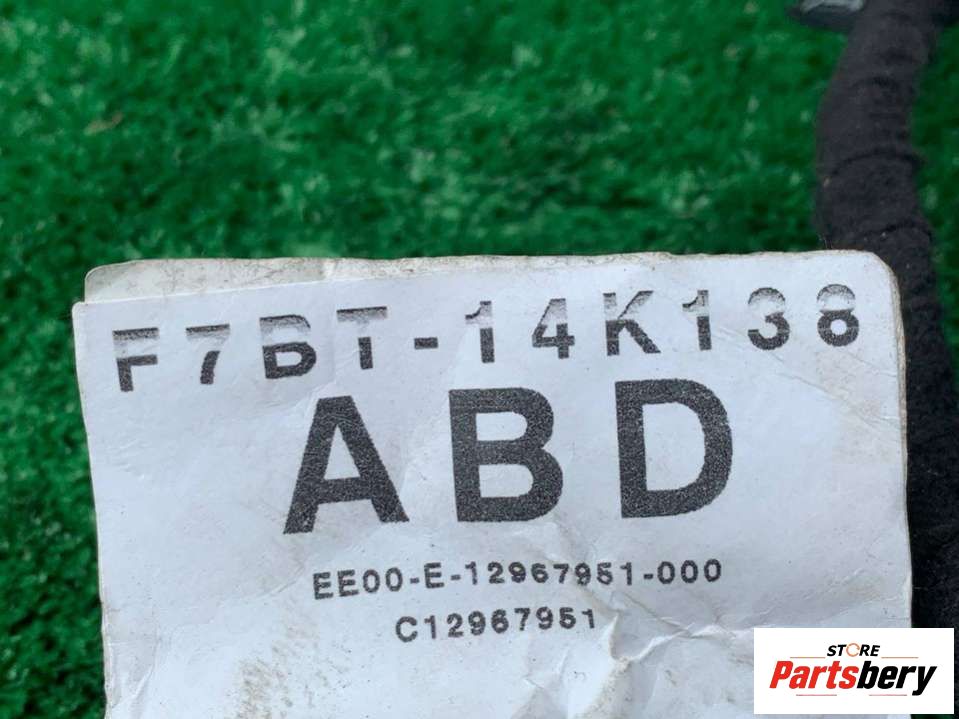 F7BT-14K138
ABD
EE00-E-12967951-000
C12967951
STORE
Partsbery